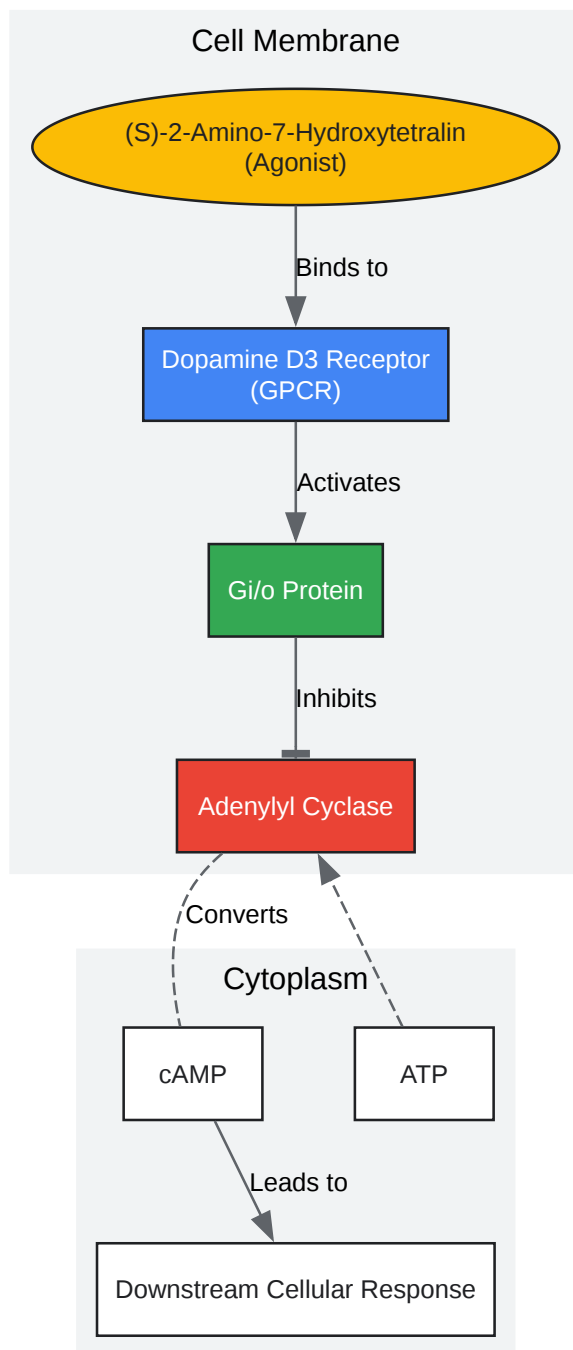 Cell Membrane
(S)-2-Amino-7-Hydroxytetralin
(Agonist)
Binds to
Dopamine D3 Receptor
(GPCR)
Activates
Gi/o Protein
Inhibits
Adenylyl Cyclase
Converts
Cytoplasm
cAMP
ATP
Leads to
Downstream Cellular Response